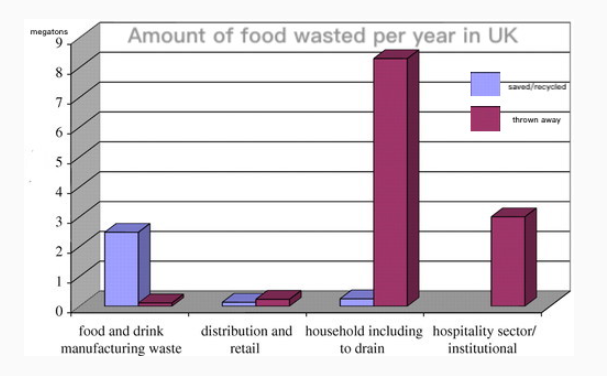 Amount of food wasted per year in UK
megatons
9
8
7
6
5
4
3
2
1
0
saved/recycled
thrown away
food and drink
manufacturing waste
distribution and
retail
household including
to drain
hospitality sector/
institutional